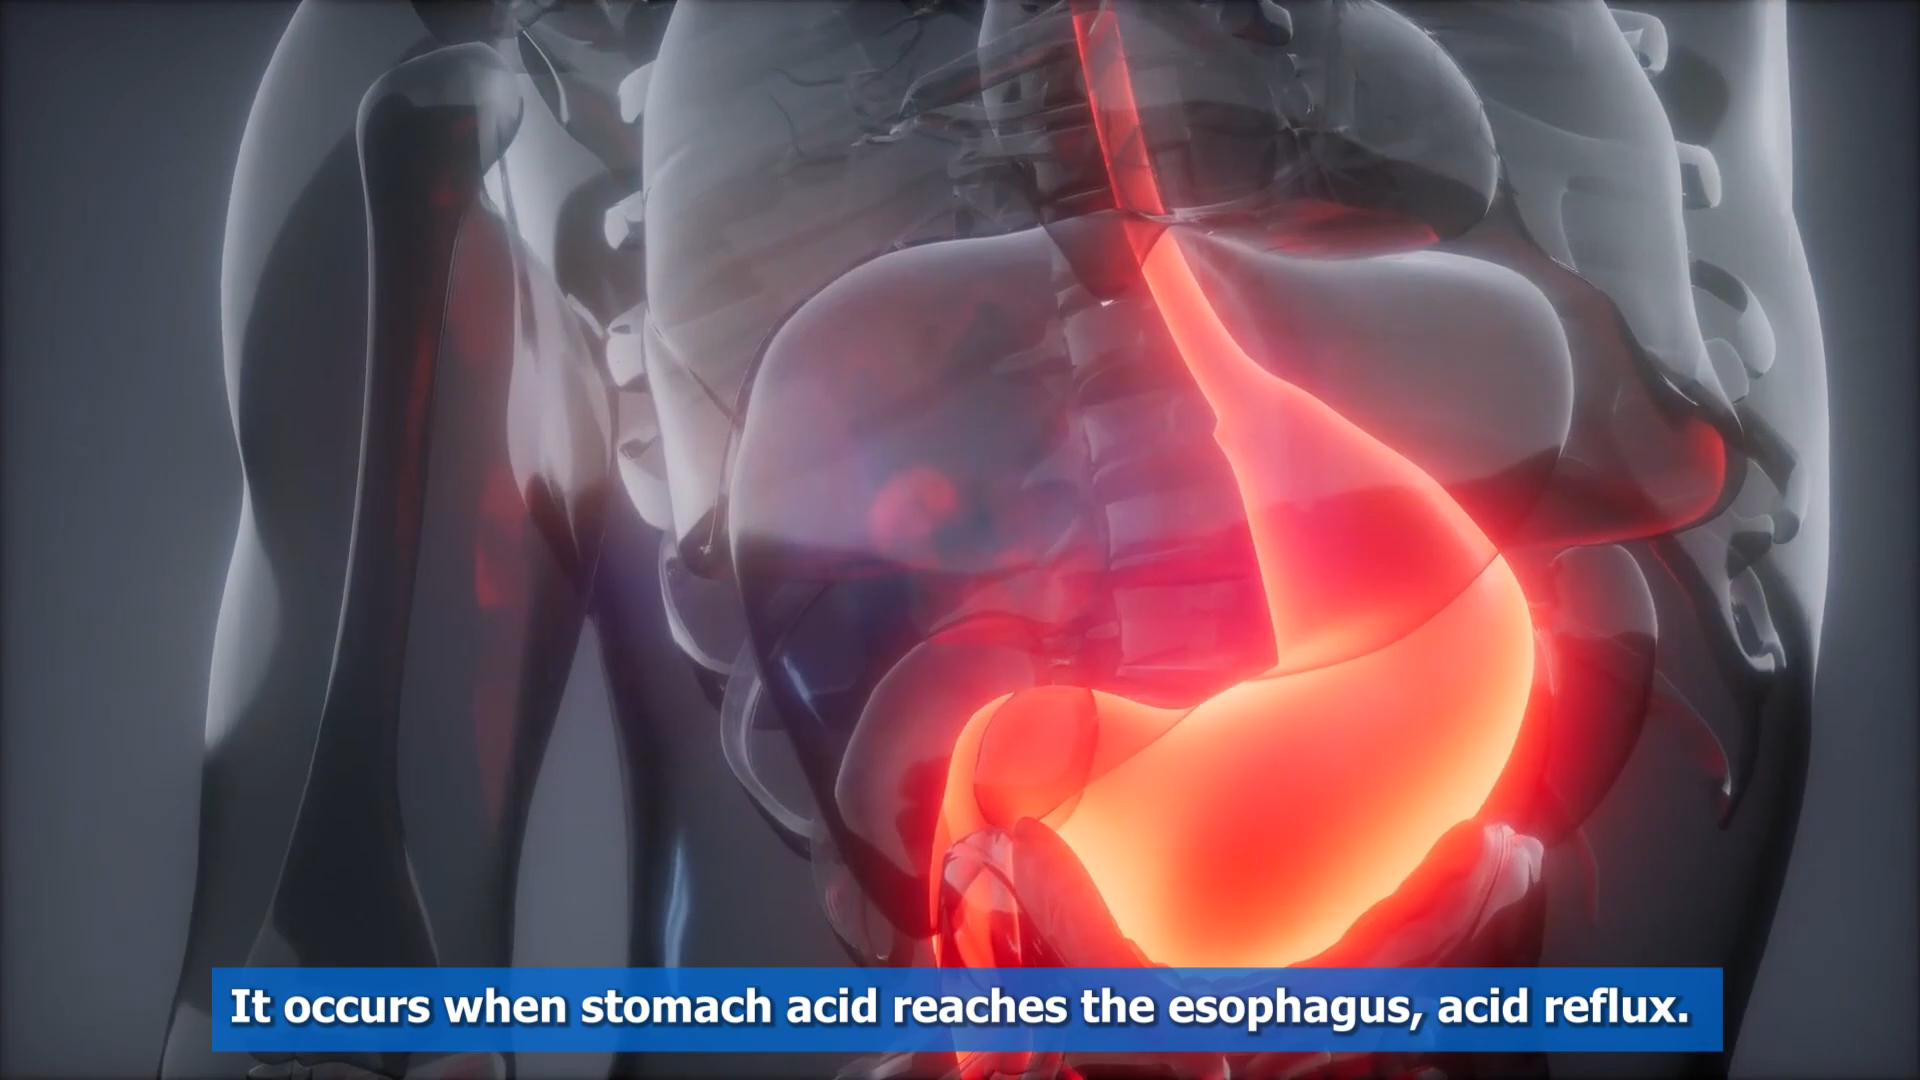 It occurs when stomach acid reaches the esophagus, acid reflux.